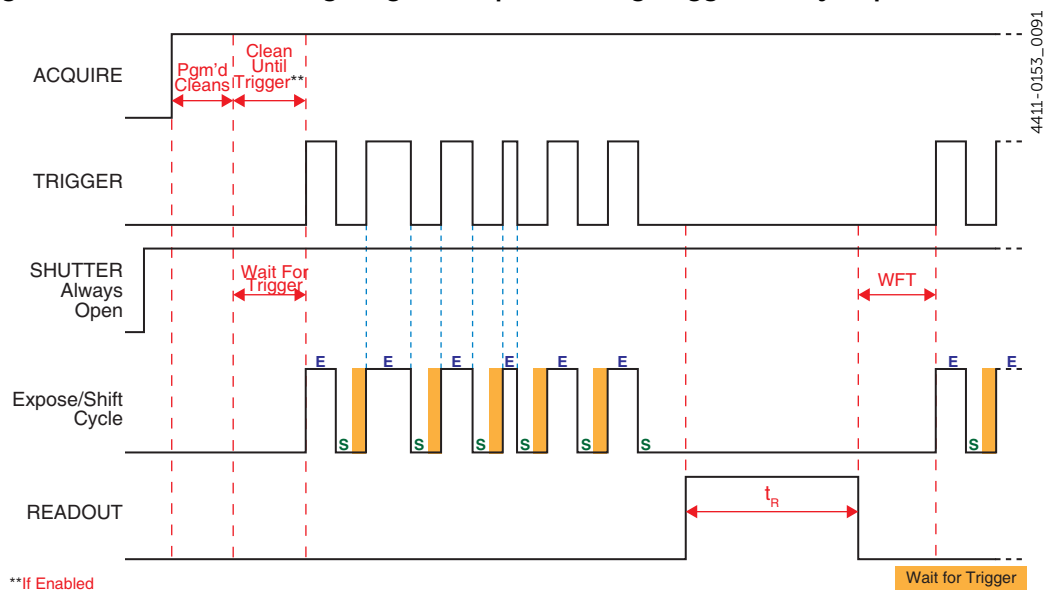 4411-0153_0091
ACQUIRE
Pgm'd
Cleans
Clean
Until
Trigger**
TRIGGER
SHUTTER
Always
Open
Wait For
Trigger
WFT
Expose/Shift
Cycle
E E E E E E E E
S S S S S S S
READOUT
tR
**If Enabled
Wait for Trigger